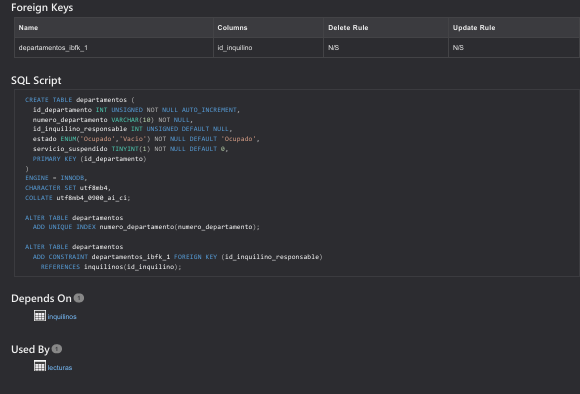 Foreign Keys
Name Columns Delete Rule Update Rule
departamentos_ibfk_1 id_inquilino N/S N/S
SQL Script
CREATE TABLE departamentos (
id_departamento INT UNSIGNED NOT NULL AUTO_INCREMENT,
numero_departamento VARCHAR(10) NOT NULL,
id_inquilino_responsable INT UNSIGNED DEFAULT NULL,
estado ENUM('Ocupado','Vacio') NOT NULL DEFAULT 'Ocupado',
servicio_suspendido TINYINT(1) NOT NULL DEFAULT 0,
PRIMARY KEY (id_departamento)
)
ENGINE = INNODB,
CHARACTER SET utf8mb4,
COLLATE utf8mb4_0900_ai_ci;
ALTER TABLE departamentos
ADD UNIQUE INDEX numero_departamento(numero_departamento);
ALTER TABLE departamentos
ADD CONSTRAINT departamentos_ibfk_1 FOREIGN KEY (id_inquilino_responsable)
REFERENCES inquilinos(id_inquilino);
Depends On 1
inquilinos
Used By 1
lecturas